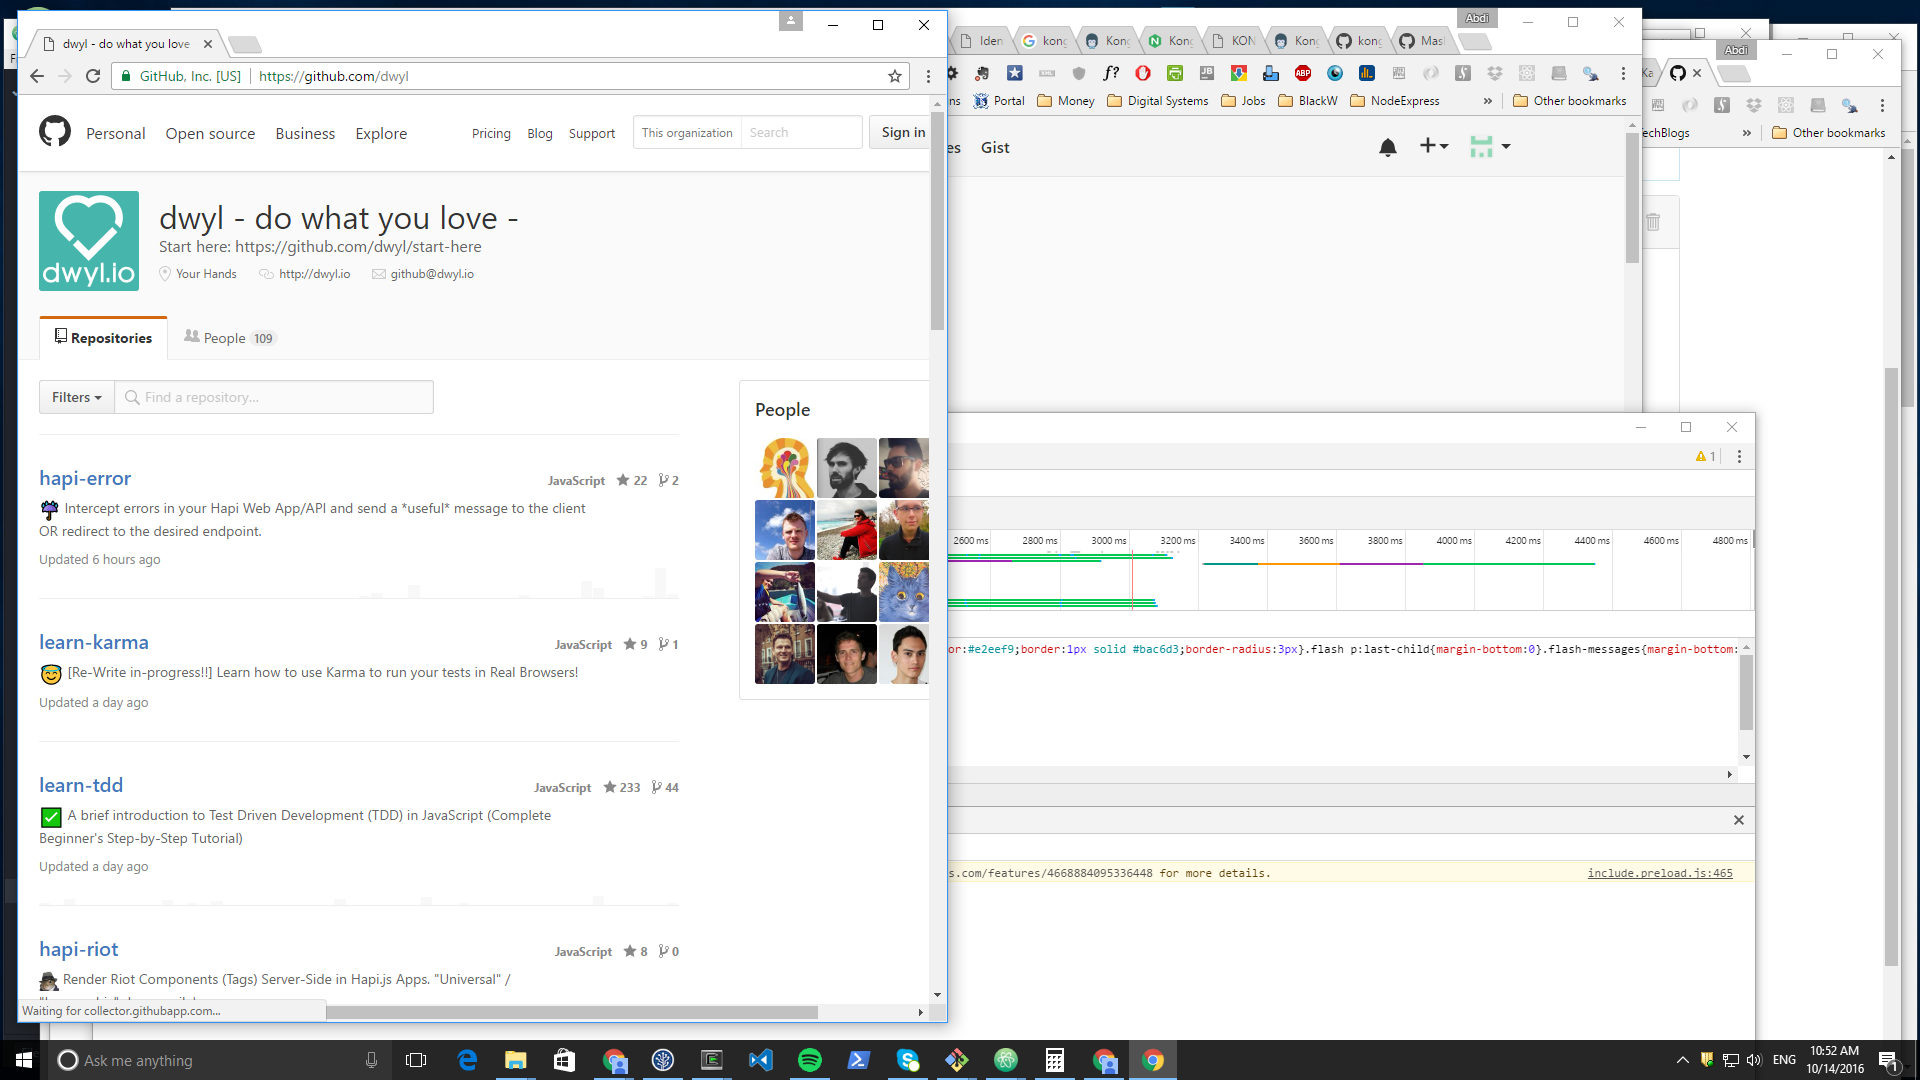 dwyl - do what you love
GitHub, Inc. [US]
https://github.com/dwyl
Personal
Open source
Business
Explore
Pricing
Blog
Support
This organization
Search
Sign in
dwyl.io
dwyl - do what you love -
Start here: https://github.com/dwyl/start-here
Your Hands
http://dwyl.io
github@dwyl.io
Repositories
People 109
Filters
Find a repository...
People
hapi-error
JavaScript 22 2
Intercept errors in your Hapi Web App/API and send a *useful* message to the client
OR redirect to the desired endpoint.
Updated 6 hours ago
learn-karma
JavaScript 9 1
[Re-Write in-progress!!] Learn how to use Karma to run your tests in Real Browsers!
Updated a day ago
learn-tdd
JavaScript 233 44
A brief introduction to Test Driven Development (TDD) in JavaScript (Complete
Beginner's Step-by-Step Tutorial)
Updated a day ago
hapi-riot
JavaScript 8 0
Render Riot Components (Tags) Server-Side in Hapi.js Apps. "Universal" /
Waiting for collector.githubapp.com...
Abdi
Iden
kong
Kong
Kong
KON
Kong
kong
Mas
f?
JB
ABP
ns
Portal
Money
Digital Systems
Jobs
BlackW
NodeExpress
»
Other bookmarks
es
Gist
Abdi
Ka
TechBlogs
»
Other bookmarks
1
2600 ms
2800 ms
3000 ms
3200 ms
3400 ms
3600 ms
3800 ms
4000 ms
4200 ms
4400 ms
4600 ms
4800 ms
or:#e2eef9;border:1px solid #bac6d3;border-radius:3px}.flash p:last-child{margin-bottom:0}.flash-messages{margin-bottom:
s.com/features/4668884095336448 for more details.
include.preload.js:465
Ask me anything
ENG
10:52 AM
10/14/2016
1